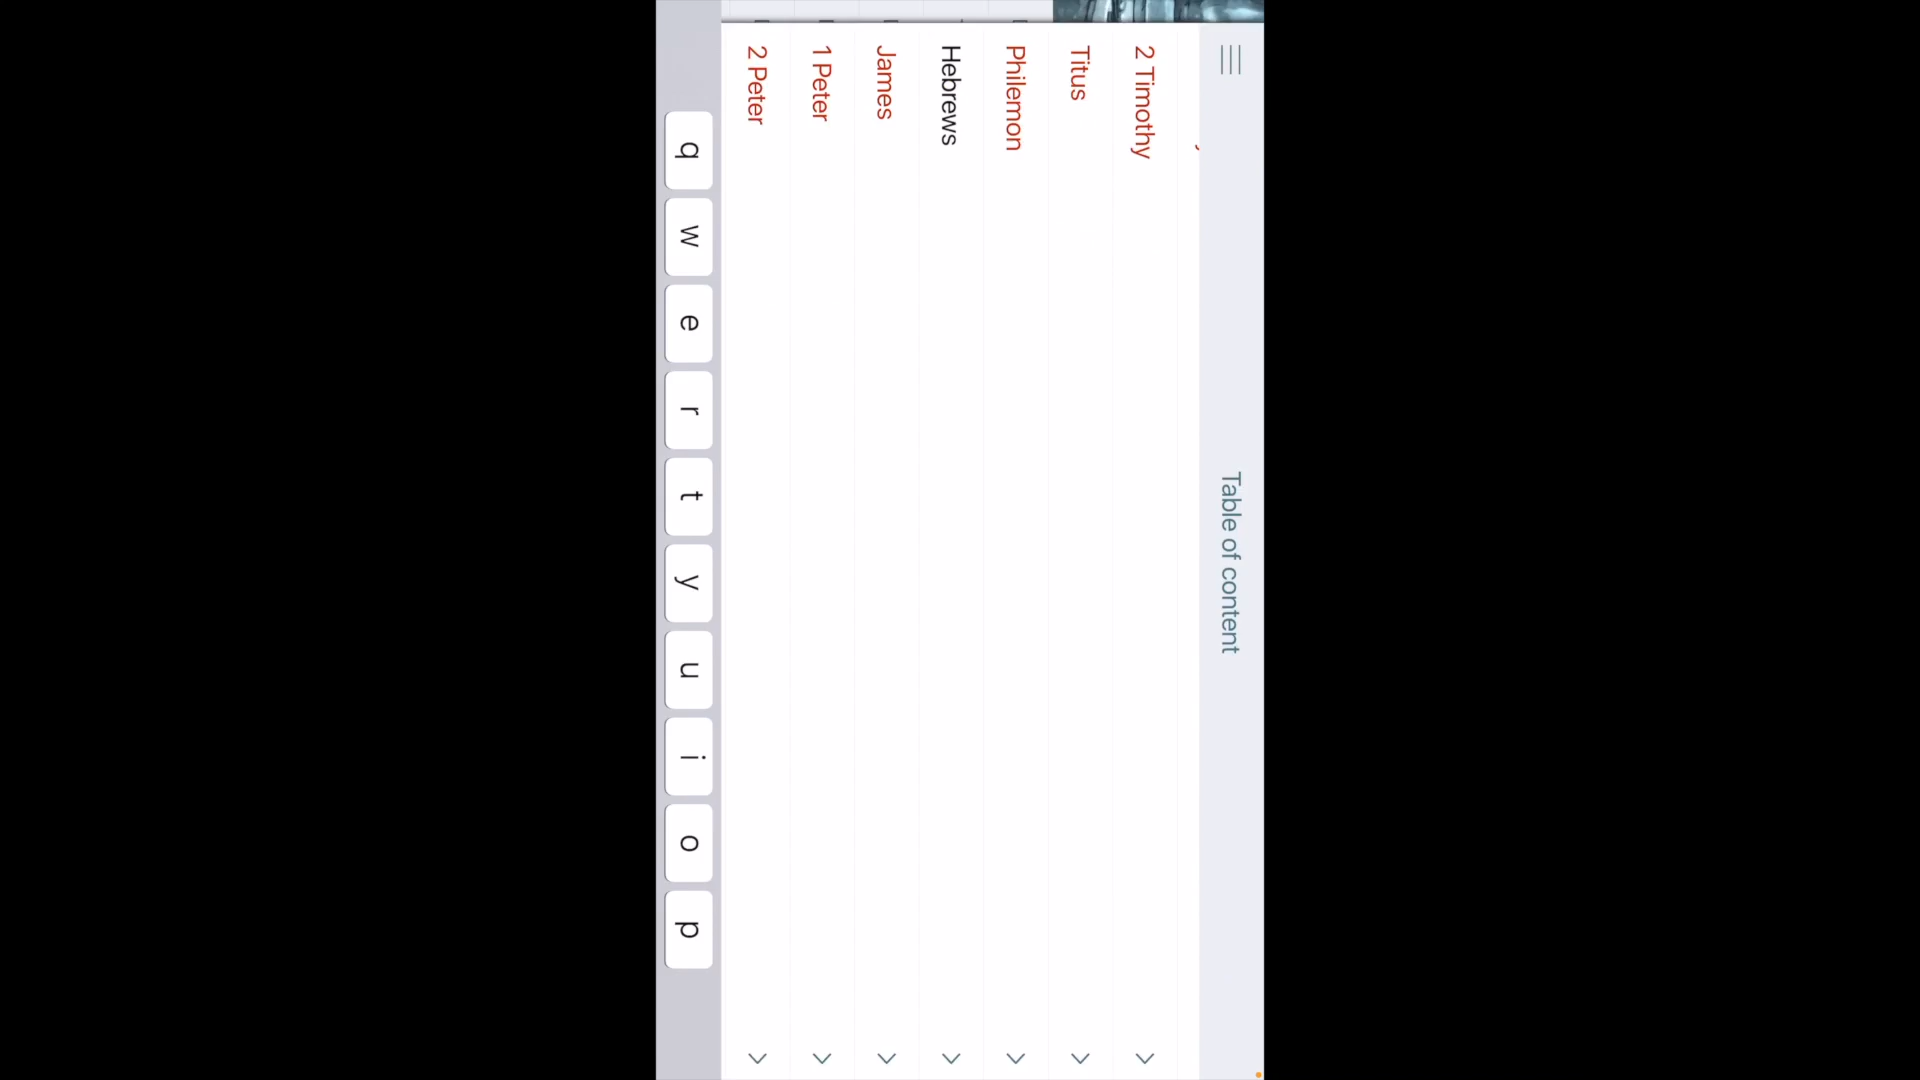 Table of content
2 Timothy
Titus
Philemon
Hebrews
James
1 Peter
2 Peter
q w e r t y u i o p